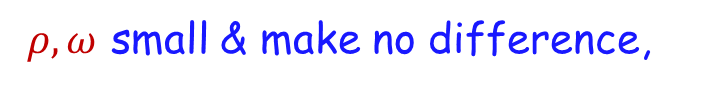 ρ, ω small & make no difference,